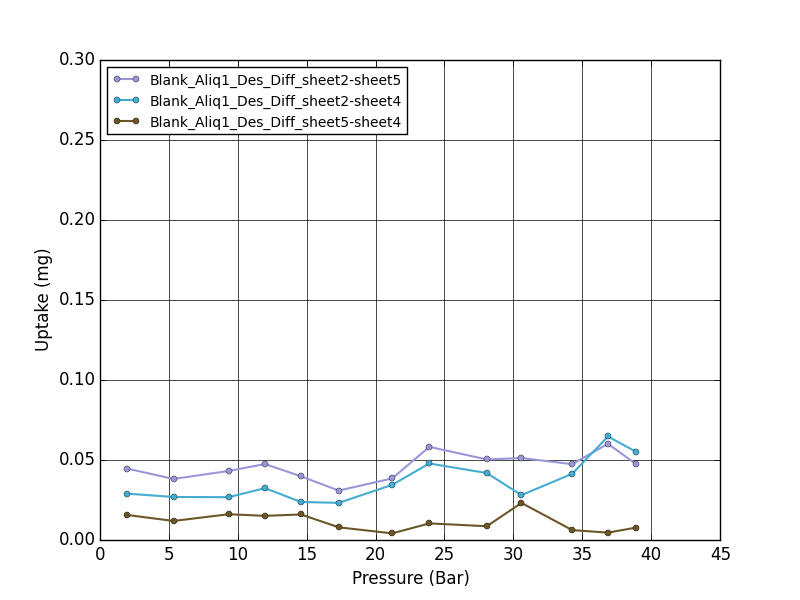 0.30
0.25
0.20
0.15
0.10
0.05
0.00
Uptake (mg)
Blank_Aliq1_Des_Diff_sheet2-sheet5
Blank_Aliq1_Des_Diff_sheet2-sheet4
Blank_Aliq1_Des_Diff_sheet5-sheet4
0 5 10 15 20 25 30 35 40 45
Pressure (Bar)